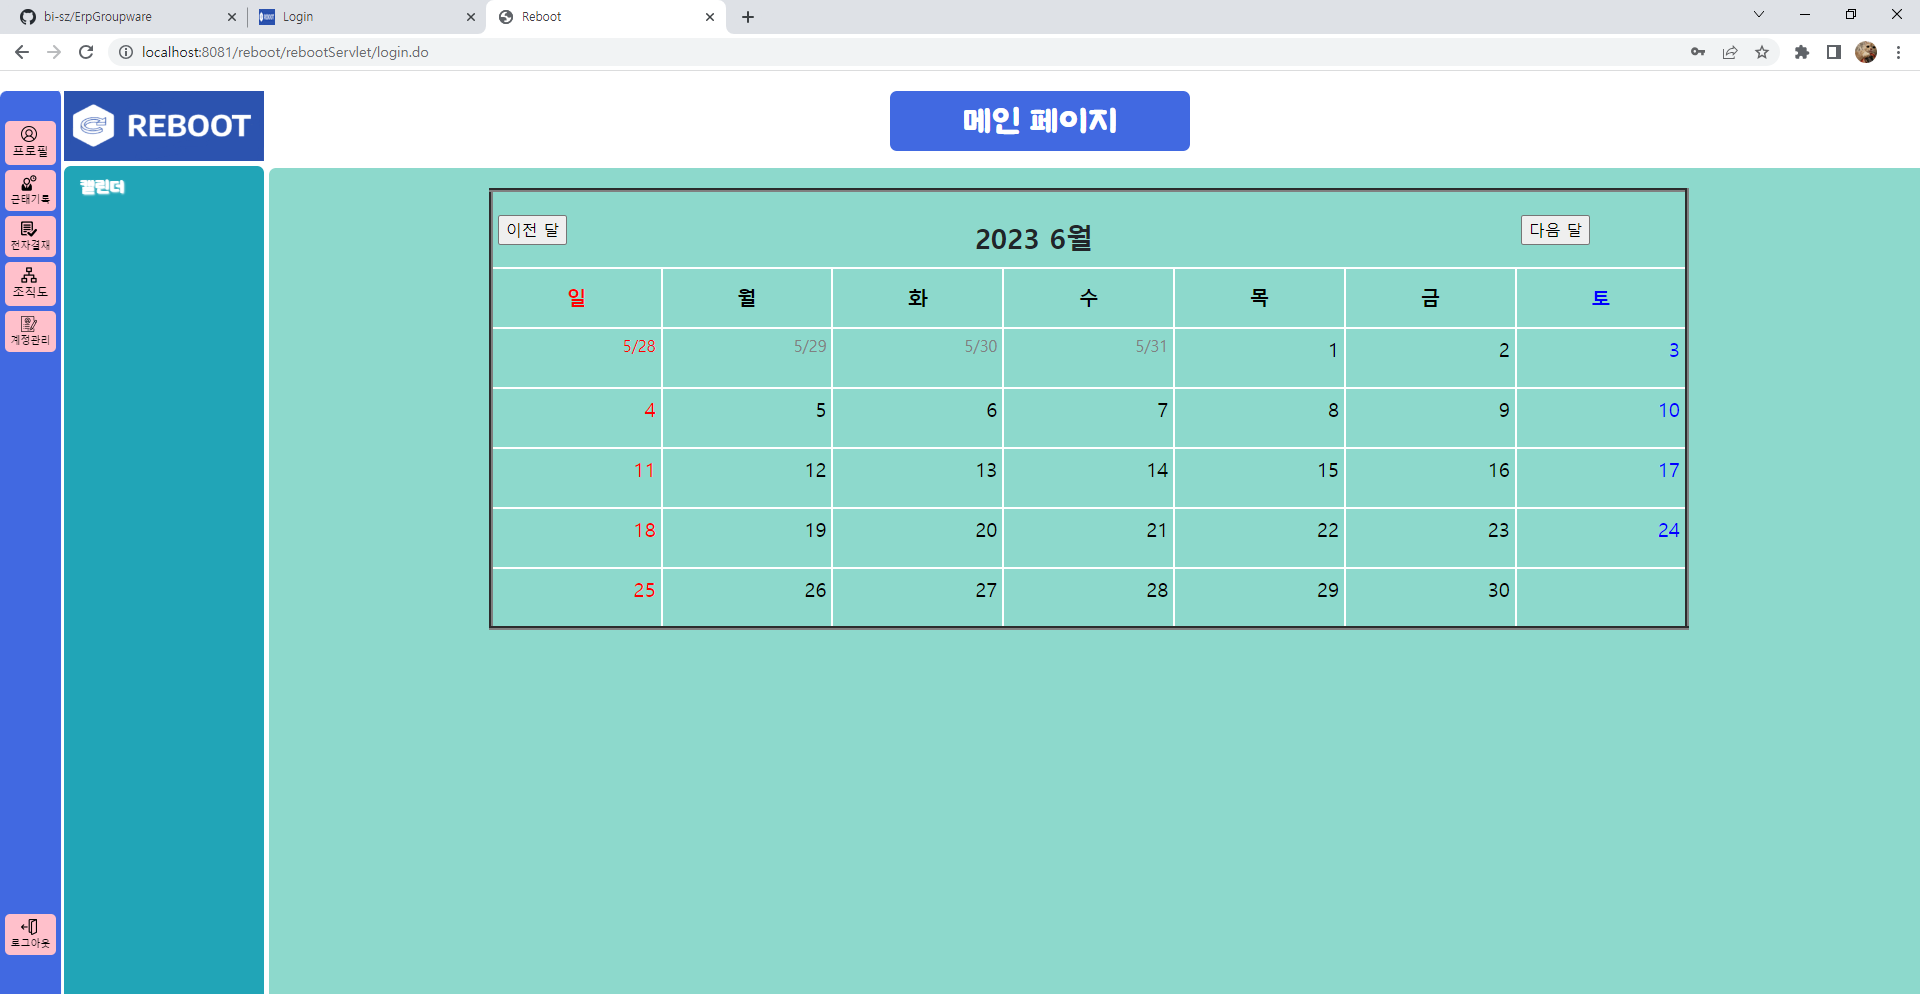 bi-sz/ErpGroupware
Login
Reboot
localhost:8081/reboot/rebootServlet/login.do
REBOOT
메인 페이지
프로필
근태기록
전자결재
조직도
계정관리
로그아웃
캘린더
이전 달
2023 6월
다음 달
일 월 화 수 목 금 토
5/28 5/29 5/30 5/31 1 2 3
4 5 6 7 8 9 10
11 12 13 14 15 16 17
18 19 20 21 22 23 24
25 26 27 28 29 30